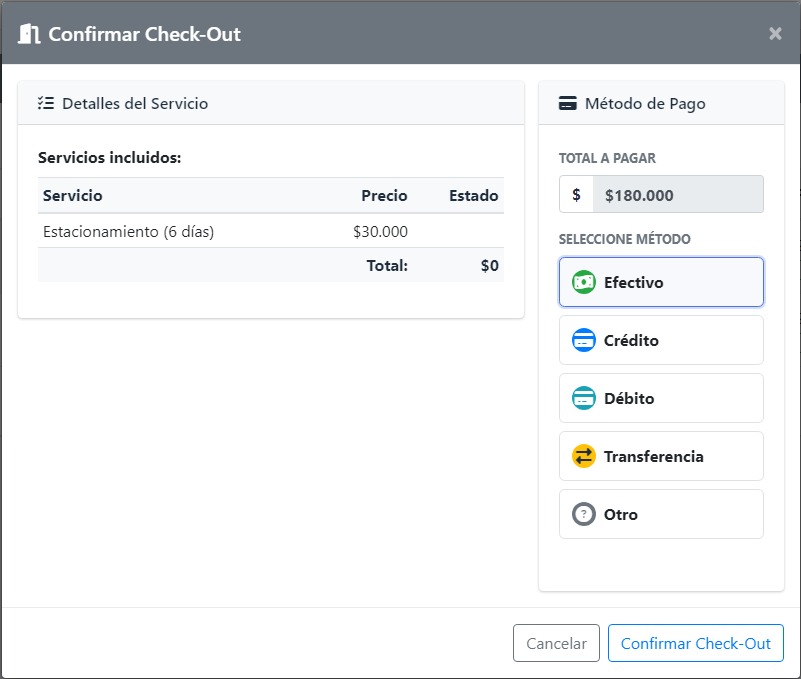 Confirmar Check-Out ×
Detalles del Servicio
Servicios incluidos:
Servicio Precio Estado
Estacionamiento (6 días) $30.000
Total: $0
Método de Pago
TOTAL A PAGAR
$ $180.000
SELECCIONE MÉTODO
Efectivo
Crédito
Débito
Transferencia
? Otro
Cancelar Confirmar Check-Out